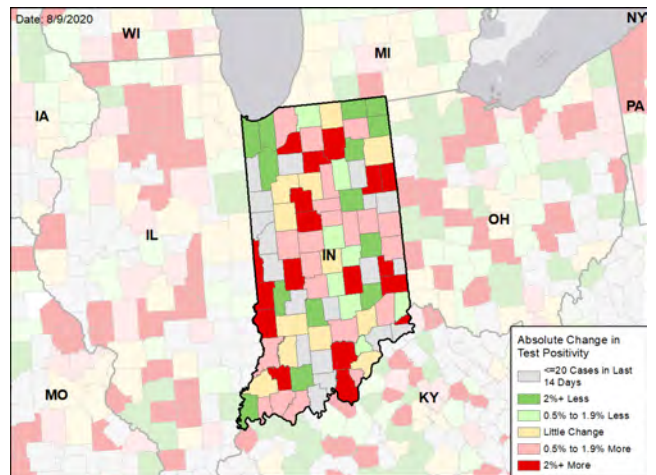 Date: 8/9/2020
NY
WI
MI
IA
PA
IL
OH
IN
MO
KY
Absolute Change in
Test Positivity
<=20 Cases in Last
14 Days
2%+ Less
0.5% to 1.9% Less
Little Change
0.5% to 1.9% More
2%+ More